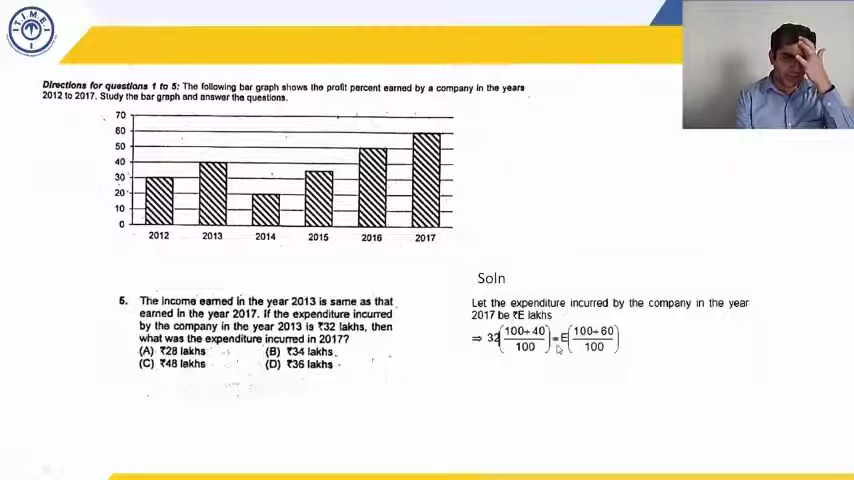 I.T.I.M.E.I
I
Directions for questions 1 to 5: The following bar graph shows the profit percent earned by a company in the years
2012 to 2017. Study the bar graph and answer the questions.
70
60
50
40
30
20
10
0
2012 2013 2014 2015 2016 2017
5. The income earned in the year 2013 is same as that
earned in the year 2017. If the expenditure incurred
by the company in the year 2013 is ₹32 lakhs, then
what was the expenditure incurred in 2017?
(A) ₹28 lakhs (B) ₹34 lakhs
(C) ₹48 lakhs (D) ₹36 lakhs
Soln
Let the expenditure incurred by the company in the year
2017 be ₹E lakhs
⇒ 32(100+40/100) = E(100+60/100)